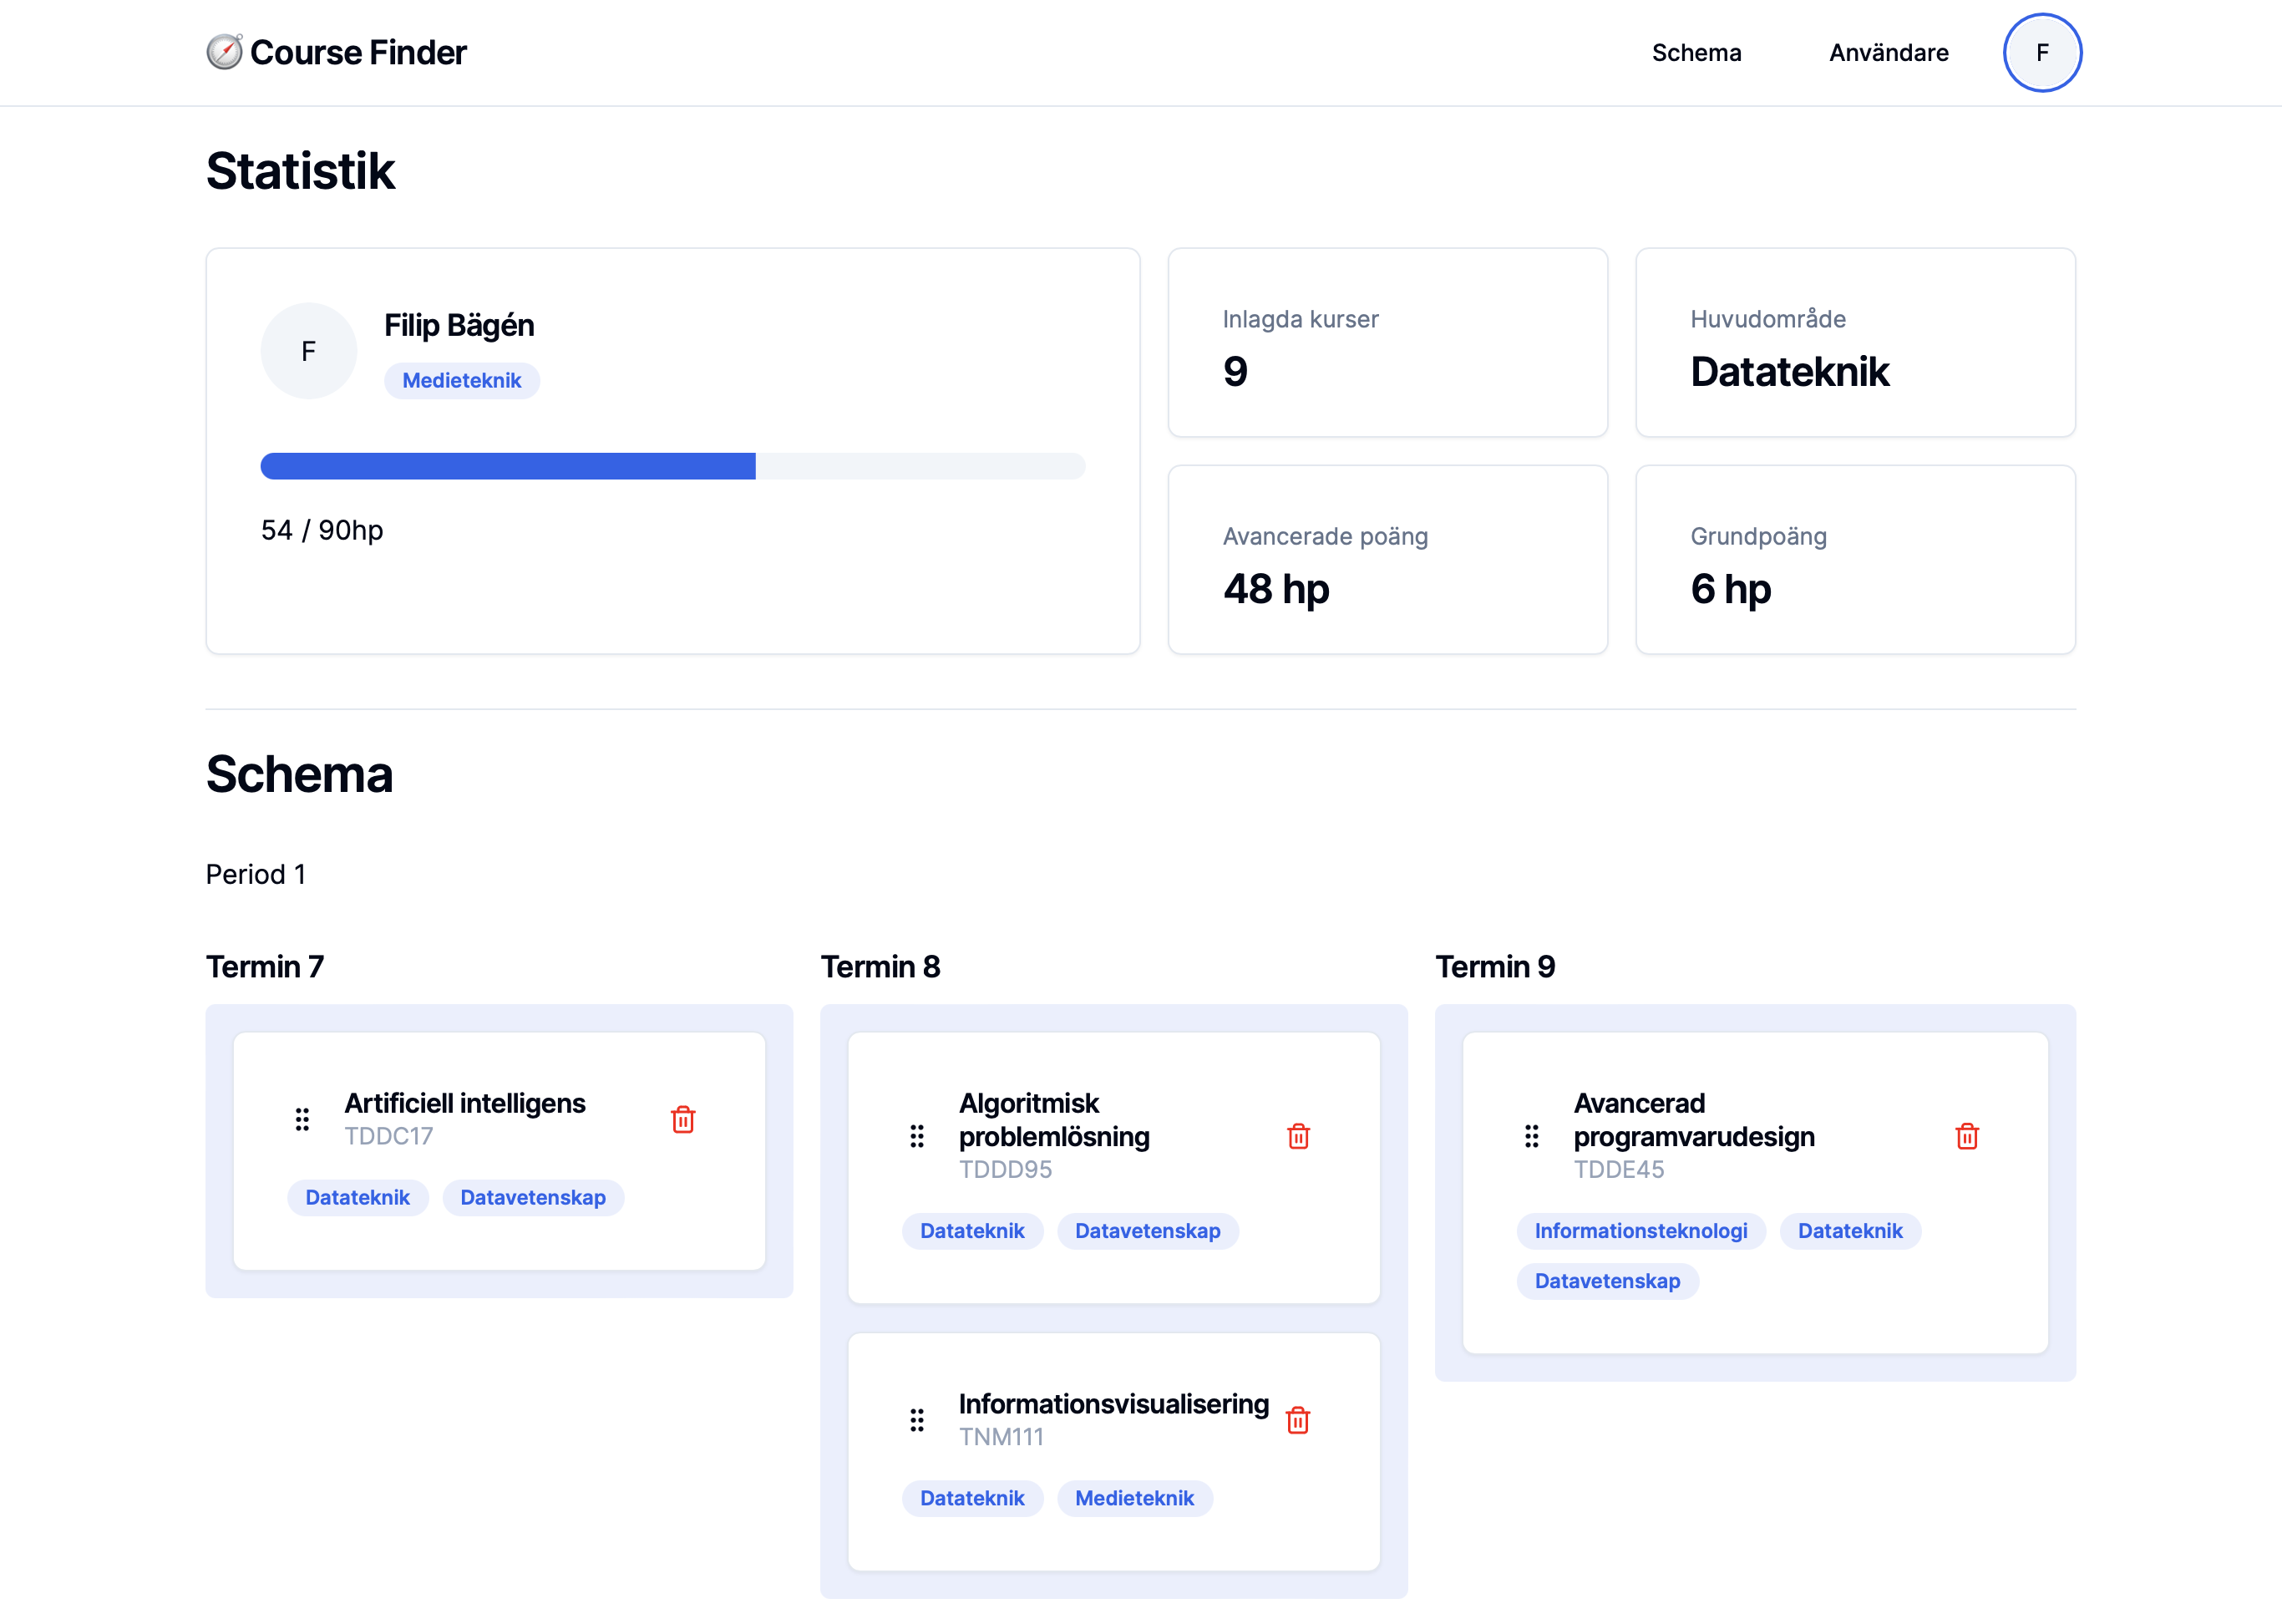 Course Finder
Schema
Användare
F
Statistik
F
Filip Bägén
Medieteknik
54 / 90hp
Inlagda kurser
9
Huvudområde
Datateknik
Avancerade poäng
48 hp
Grundpoäng
6 hp
Schema
Period 1
Termin 7
Artificiell intelligens
TDDC17
Datateknik
Datavetenskap
Termin 8
Algoritmisk
problemlösning
TDDD95
Datateknik
Datavetenskap
Informationsvisualisering
TNM111
Datateknik
Medieteknik
Termin 9
Avancerad
programvarudesign
TDDE45
Informationsteknologi
Datateknik
Datavetenskap